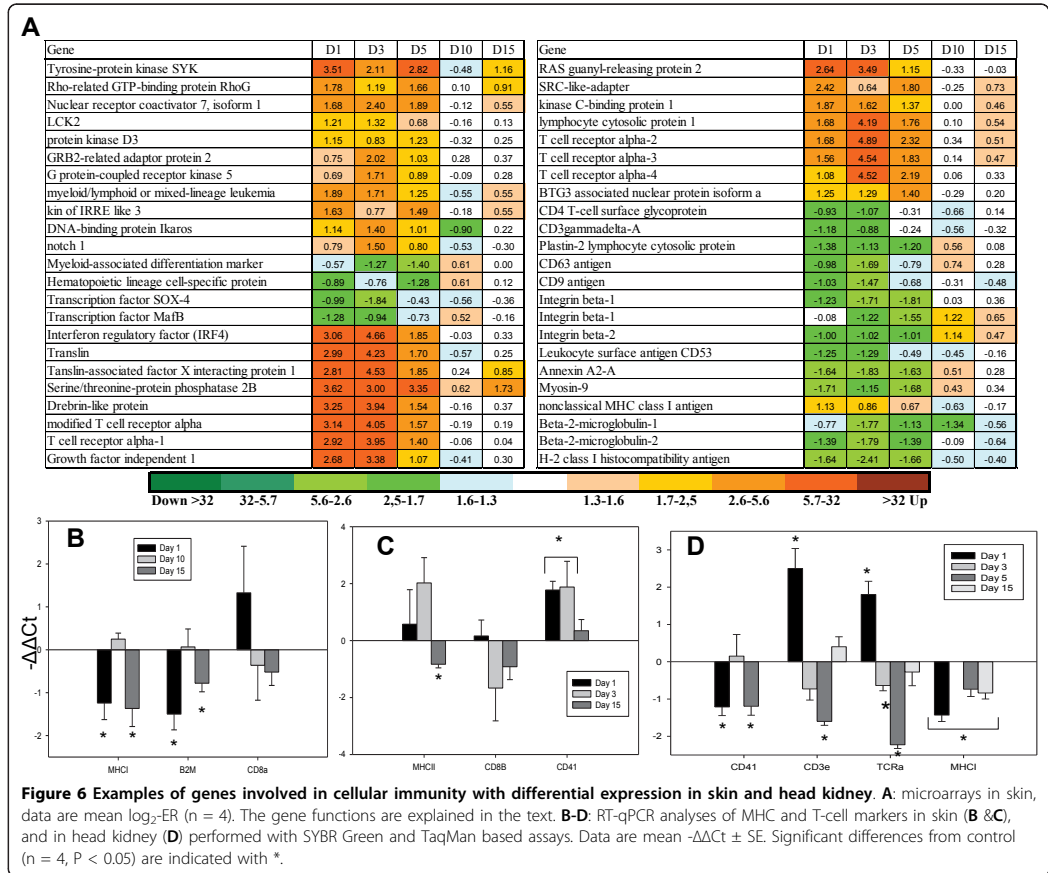 A
Gene D1 D3 D5 D10 D15
Tyrosine-protein kinase SYK 3.51 2.11 2.82 -0.48 1.16
Rho-related GTP-binding protein RhoG 1.78 1.19 1.66 0.10 0.91
Nuclear receptor coactivator 7, isoform 1 1.68 2.40 1.89 -0.12 0.55
LCK2 1.21 1.32 0.68 -0.16 0.13
protein kinase D3 1.15 0.83 1.23 -0.32 0.25
GRB2-related adaptor protein 2 0.75 2.02 1.03 0.28 0.37
G protein-coupled receptor kinase 5 0.69 1.71 0.89 -0.09 0.28
myeloid/lymphoid or mixed-lineage leukemia 1.89 1.71 1.25 -0.55 0.55
kin of IRRE like 3 1.63 0.77 1.49 -0.18 0.55
DNA-binding protein Ikaros 1.14 1.40 1.01 -0.90 0.22
notch 1 0.79 1.50 0.80 -0.53 -0.30
Myeloid-associated differentiation marker -0.57 -1.27 -1.40 0.61 0.00
Hematopoietic lineage cell-specific protein -0.89 -0.76 -1.28 0.61 0.12
Transcription factor SOX-4 -0.99 -1.84 -0.43 -0.56 -0.36
Transcription factor MafB -1.28 -0.94 -0.73 0.52 -0.16
Interferon regulatory factor (IRF4) 3.06 4.66 1.85 -0.03 0.33
Translin 2.99 4.23 1.70 -0.57 0.25
Tanslin-associated factor X interacting protein 1 2.81 4.53 1.85 0.24 0.85
Serine/threonine-protein phosphatase 2B 3.62 3.00 3.35 0.62 1.73
Drebrin-like protein 3.25 3.94 1.54 -0.16 0.37
modified T cell receptor alpha 3.14 4.05 1.57 -0.19 0.19
T cell receptor alpha-1 2.92 3.95 1.40 -0.06 0.04
Growth factor independent 1 2.68 3.38 1.07 -0.41 0.30
Gene D1 D3 D5 D10 D15
RAS guanyl-releasing protein 2 2.64 3.49 1.15 -0.33 -0.03
SRC-like-adapter 2.42 0.64 1.80 -0.25 0.73
kinase C-binding protein 1 1.87 1.62 1.37 0.00 0.46
lymphocyte cytosolic protein 1 1.68 4.19 1.76 0.10 0.54
T cell receptor alpha-2 1.68 4.89 2.32 0.34 0.51
T cell receptor alpha-3 1.56 4.54 1.83 0.14 0.47
T cell receptor alpha-4 1.08 4.52 2.19 0.06 0.33
BTG3 associated nuclear protein isoform a 1.25 1.29 1.40 -0.29 0.20
CD4 T-cell surface glycoprotein -0.93 -1.07 -0.31 -0.66 0.14
CD3gammadelta-A -1.18 -0.88 -0.24 -0.56 -0.32
Plastin-2 lymphocyte cytosolic protein -1.38 -1.13 -1.20 0.56 0.08
CD63 antigen -0.98 -1.69 -0.79 0.74 0.28
CD9 antigen -1.03 -1.47 -0.68 -0.31 -0.48
Integrin beta-1 -1.23 -1.71 -1.81 0.03 0.36
Integrin beta-1 -0.08 -1.22 -1.55 1.22 0.65
Integrin beta-2 -1.00 -1.02 -1.01 1.14 0.47
Leukocyte surface antigen CD53 -1.25 -1.29 -0.49 -0.45 -0.16
Annexin A2-A -1.64 -1.83 -1.63 0.51 0.28
Myosin-9 -1.71 -1.15 -1.68 0.43 0.34
nonclassical MHC class I antigen 1.13 0.86 0.67 -0.63 -0.17
Beta-2-microglobulin-1 -0.77 -1.77 -1.13 -1.34 -0.56
Beta-2-microglobulin-2 -1.39 -1.79 -1.39 -0.09 -0.64
H-2 class I histocompatibility antigen -1.64 -2.41 -1.66 -0.50 -0.40
Down >32 32-5.7 5.6-2.6 2,5-1.7 1.6-1.3 1.3-1.6 1.7-2,5 2.6-5.6 5.7-32 >32 Up
B
-ΔΔCt
3
2
1
0
-1
-2
Day 1
Day 10
Day 15
* * * *
MHCI B2M CD8a
C
4
2
0
-2
-4
*
*
Day 1
Day 3
Day 15
MHCII CD8B CD41
D
3
2
1
0
-1
-2
Day 1
Day 3
Day 5
Day 15
* *
* * * * * *
CD41 CD3e TCRa MHCI
Figure 6 Examples of genes involved in cellular immunity with differential expression in skin and head kidney. A: microarrays in skin,
data are mean log2-ER (n = 4). The gene functions are explained in the text. B-D: RT-qPCR analyses of MHC and T-cell markers in skin (B &C),
and in head kidney (D) performed with SYBR Green and TaqMan based assays. Data are mean -ΔΔCt ± SE. Significant differences from control
(n = 4, P < 0.05) are indicated with *.